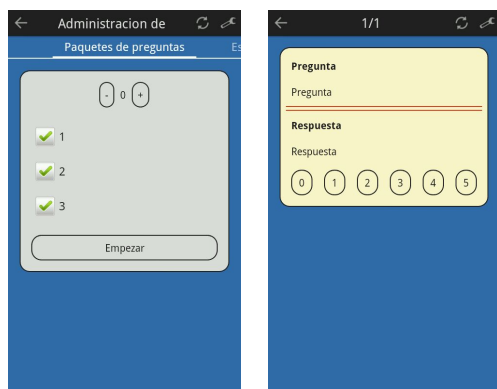 Administracion de
Paquetes de preguntas
Es
- 0 +
1
2
3
Empezar
1/1
Pregunta
Pregunta
Respuesta
Respuesta
0 1 2 3 4 5